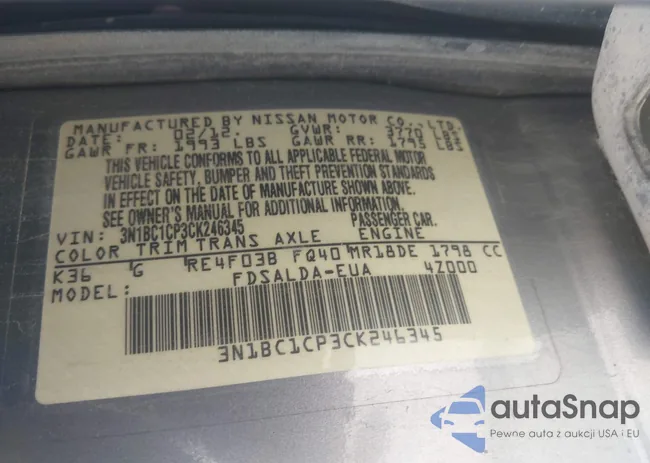 MANUFACTURED BY NISSAN MOTOR CO., LTD.
DATE: 02/12 GVWR: 3770 LBS
GAWR FR: 1993 LBS GAWR RR: 1795 LBS
THIS VEHICLE CONFORMS TO ALL APPLICABLE FEDERAL MOTOR
VEHICLE SAFETY, BUMPER AND THEFT PREVENTION STANDARDS
IN EFFECT ON THE DATE OF MANUFACTURE SHOWN ABOVE.
SEE OWNER'S MANUAL FOR ADDITIONAL INFORMATION.
VIN: 3N1BC1CP3CK246345 PASSENGER CAR.
COLOR TRIM TRANS AXLE ENGINE
K36 G RE4F03B FQ40 MR18DE 1798 CC
MODEL: FDSALDA-EUA 4Z000
3N1BC1CP3CK246345
autaSnap
Pewne auta z aukcji USA i EU